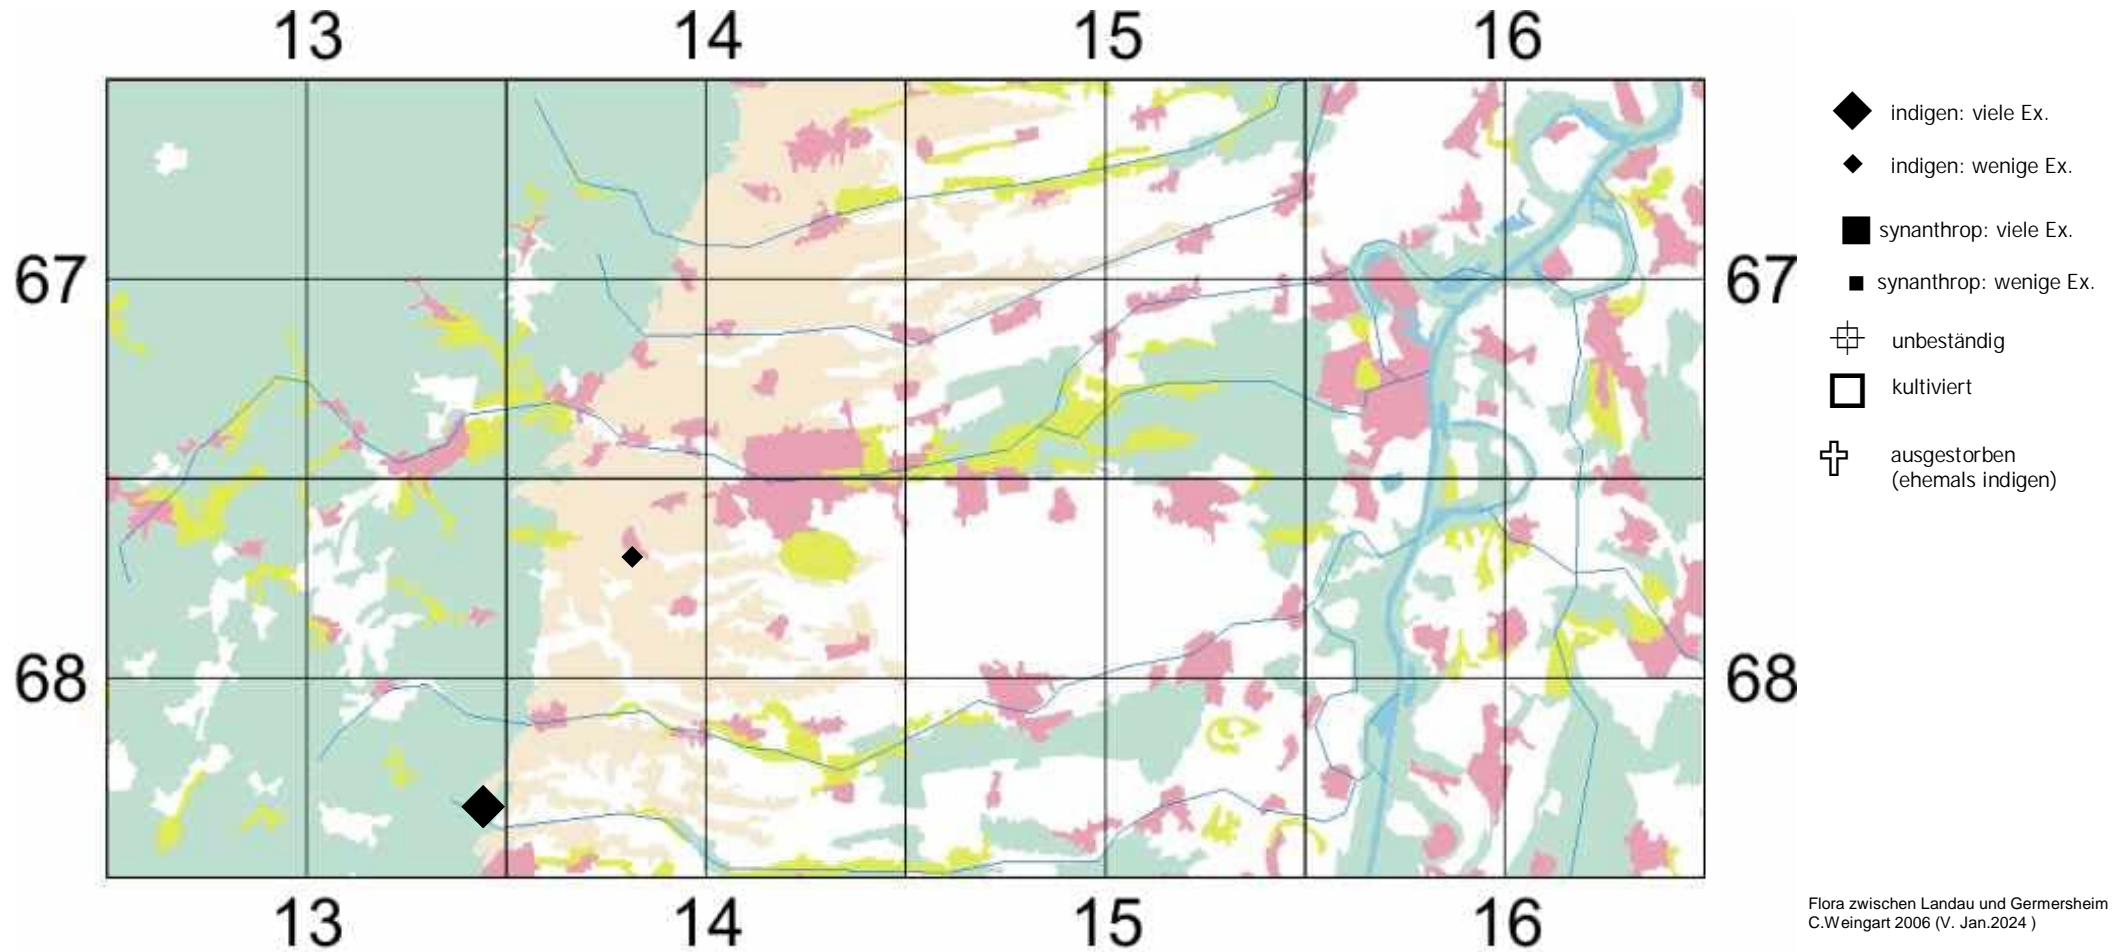 13 14 15 16
67 67
68 68
13 14 15 16
indigen: viele Ex.
indigen: wenige Ex.
synanthrop: viele Ex.
synanthrop: wenige Ex.
unbeständig
kultiviert
ausgestorben
(ehemals indigen)
Flora zwischen Landau und Germersheim
C.Weingart 2006 (V. Jan.2024 )